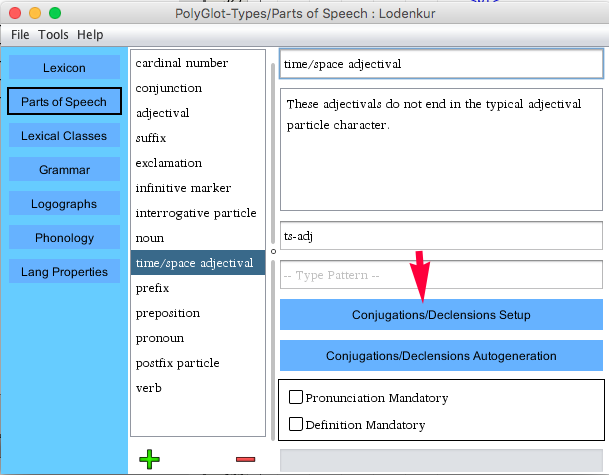 PolyGlot-Types/Parts of Speech : Lodenkur
File Tools Help
Lexicon
Parts of Speech
Lexical Classes
Grammar
Logographs
Phonology
Lang Properties
cardinal number
conjunction
adjectival
suffix
exclamation
infinitive marker
interrogative particle
noun
time/space adjectival
prefix
preposition
pronoun
postfix particle
verb
time/space adjectival
These adjectivals do not end in the typical adjectival
particle character.
ts-adj
-- Type Pattern --
Conjugations/Declensions Setup
Conjugations/Declensions Autogeneration
Pronunciation Mandatory
Definition Mandatory